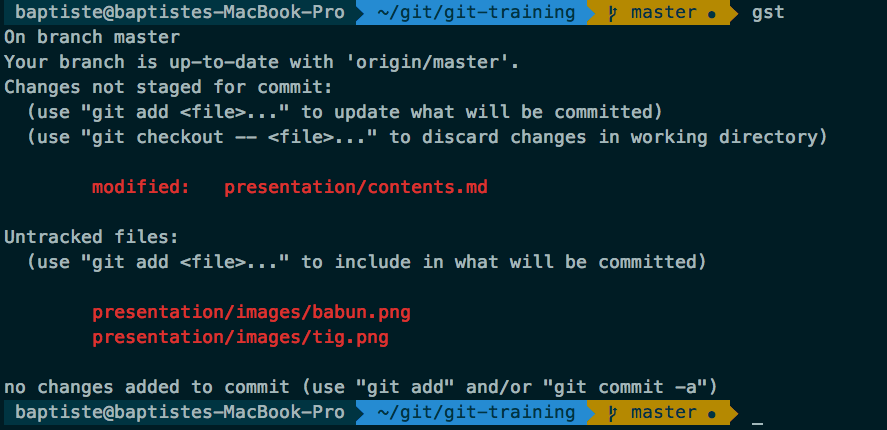 baptiste@baptistes-MacBook-Pro ~/git/git-training master ● gst
On branch master
Your branch is up-to-date with 'origin/master'.
Changes not staged for commit:
(use "git add <file>..." to update what will be committed)
(use "git checkout -- <file>..." to discard changes in working directory)
modified: presentation/contents.md
Untracked files:
(use "git add <file>..." to include in what will be committed)
presentation/images/babun.png
presentation/images/tig.png
no changes added to commit (use "git add" and/or "git commit -a")
baptiste@baptistes-MacBook-Pro ~/git/git-training master ● _